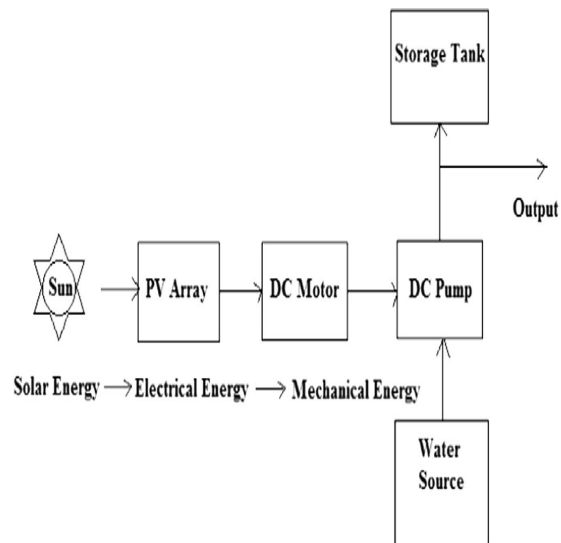 Storage Tank
Output
Sun
PV Array
DC Motor
DC Pump
Solar Energy
Electrical Energy
Mechanical Energy
Water
Source